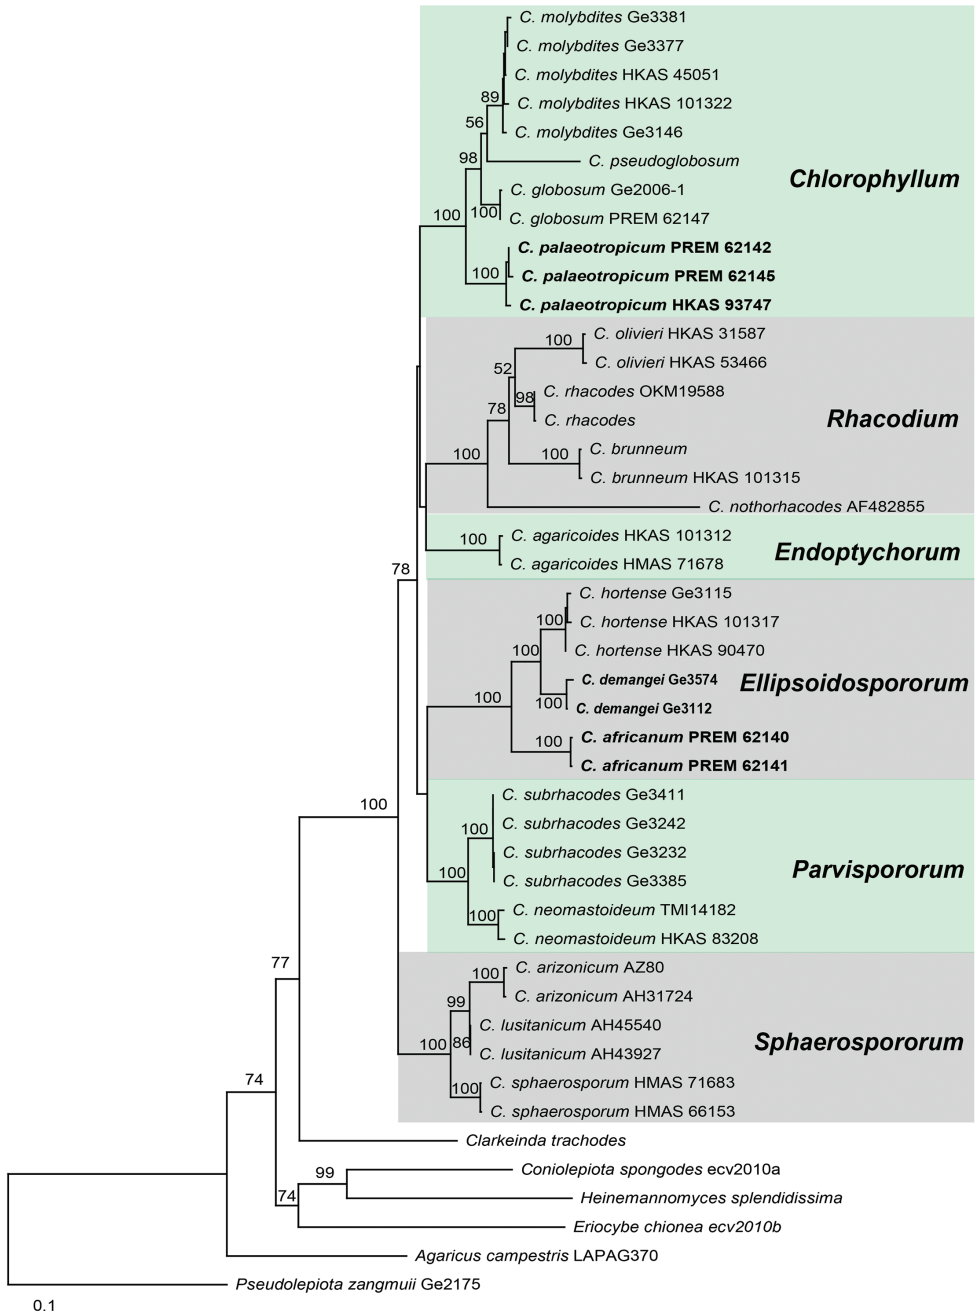 C. molybdites Ge3381
C. molybdites Ge3377
C. molybdites HKAS 45051
89
C. molybdites HKAS 101322
56
C. molybdites Ge3146
98
C. pseudoglobosum
Chlorophyllum
C. globosum Ge2006-1
100
100
C. globosum PREM 62147
C. palaeotropicum PREM 62142
100
C. palaeotropicum PREM 62145
C. palaeotropicum HKAS 93747
100
C. olivieri HKAS 31587
52
C. olivieri HKAS 53466
98
C. rhacodes OKM19588
78
C. rhacodes
Rhacodium
100
100
C. brunneum
C. brunneum HKAS 101315
C. nothorhacodes AF482855
100
C. agaricoides HKAS 101312
Endoptychorum
C. agaricoides HMAS 71678
78
C. hortense Ge3115
100
C. hortense HKAS 101317
100
C. hortense HKAS 90470
C. demangei Ge3574
Ellipsoidospororum
100
100
C. demangei Ge3112
100
C. africanum PREM 62140
C. africanum PREM 62141
C. subrhacodes Ge3411
100
100
C. subrhacodes Ge3242
C. subrhacodes Ge3232
100
Parvispororum
C. subrhacodes Ge3385
100
C. neomastoideum TMI14182
C. neomastoideum HKAS 83208
77
100
C. arizonicum AZ80
99
C. arizonicum AH31724
C. lusitanicum AH45540
100
86
Sphaerospororum
C. lusitanicum AH43927
74
100
C. sphaerosporum HMAS 71683
C. sphaerosporum HMAS 66153
Clarkeinda trachodes
99
Coniolepiota spongodes ecv2010a
74
Heinemannomyces splendidissima
Eriocybe chionea ecv2010b
Agaricus campestris LAPAG370
Pseudolepiota zangmuii Ge2175
0.1